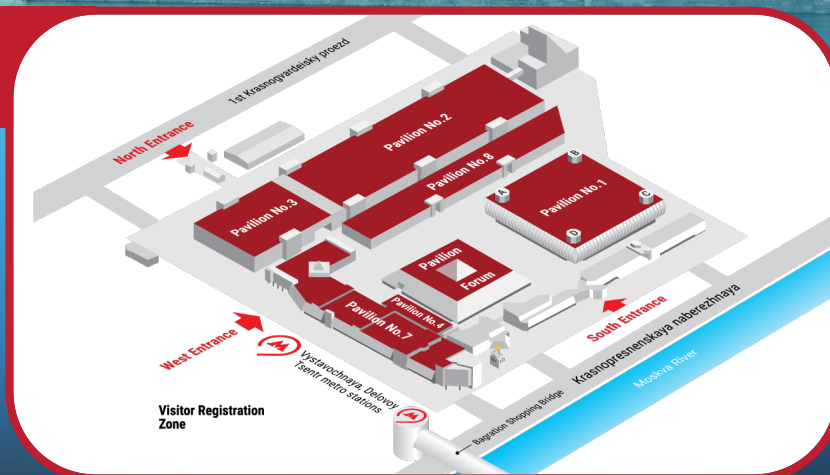 1st Krasnogvardeisky proezd
North Entrance
Pavilion No.2
Pavilion No.8
Pavilion No.3
Pavilion No.1
A
B
C
D
Pavilion
Forum
Pavilion No.4
Pavilion No.7
West Entrance
South Entrance
Vystavochnaya, Delovoy
Tsentr metro stations
Visitor Registration
Zone
Bagration Shopping Bridge
Krasnopresnenskaya naberezhnaya
Moskva River